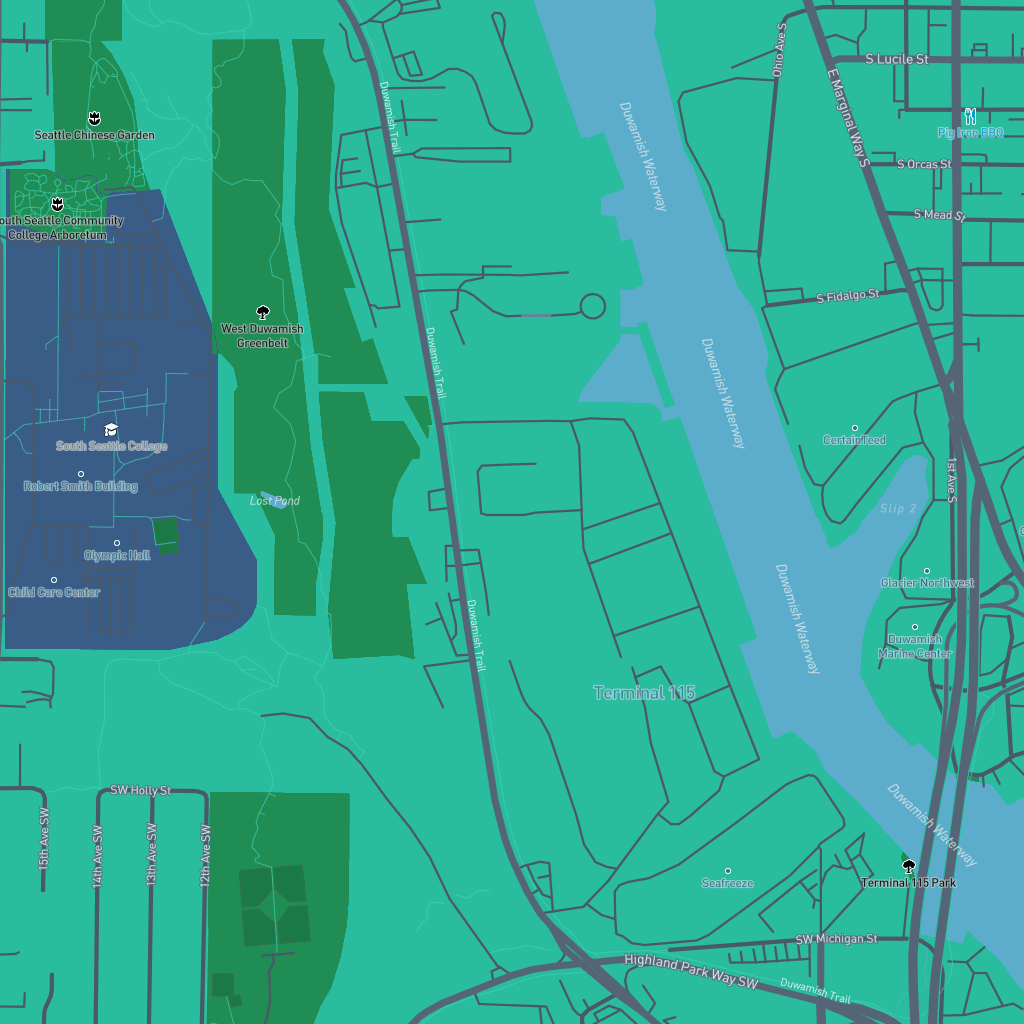 S Lucile St
Ohio Ave S
E Marginal Way S
Duwamish Trail
Duwamish Waterway
Pig Iron BBQ
Seattle Chinese Garden
S Orcas St
outh Seattle Community
College Arboretum
S Mead St
S Fidalgo St
West Duwamish
Greenbelt
Duwamish Trail
Duwamish Waterway
South Seattle College
CertainTeed
Robert Smith Building
Lost Pond
1st Ave S
Slip 2
Olympic Hall
Child Care Center
Glacier Northwest
Duwamish Trail
Duwamish Waterway
Duwamish
Marine Center
Terminal 115
SW Holly St
15th Ave SW
14th Ave SW
13th Ave SW
12th Ave SW
Duwamish Waterway
Seafreeze
Terminal 115 Park
SW Michigan St
Highland Park Way SW
Duwamish Trail